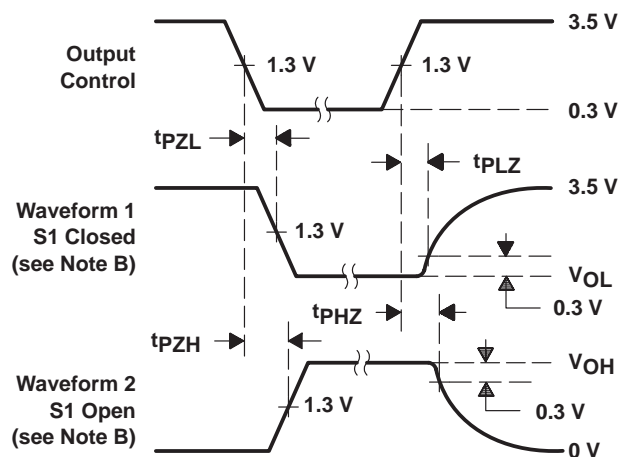 3.5 V
Output
Control
1.3 V
1.3 V
0.3 V
tPZL
tPLZ
3.5 V
Waveform 1
S1 Closed
(see Note B)
1.3 V
VOL
0.3 V
tPHZ
tPZH
VOH
Waveform 2
S1 Open
(see Note B)
1.3 V
0.3 V
0 V